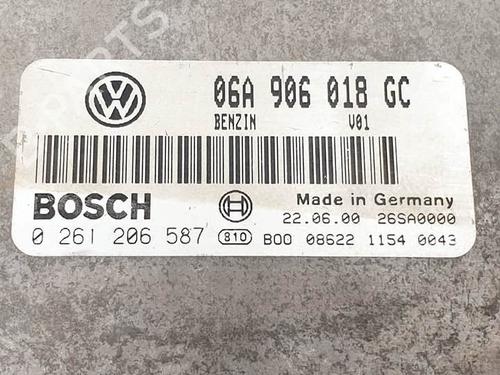 06A 906 018 GC
BENZIN V01
BOSCH
Made in Germany
22.06.00 26SA0000
0 261 206 587 810 B00 08622 1154 0043